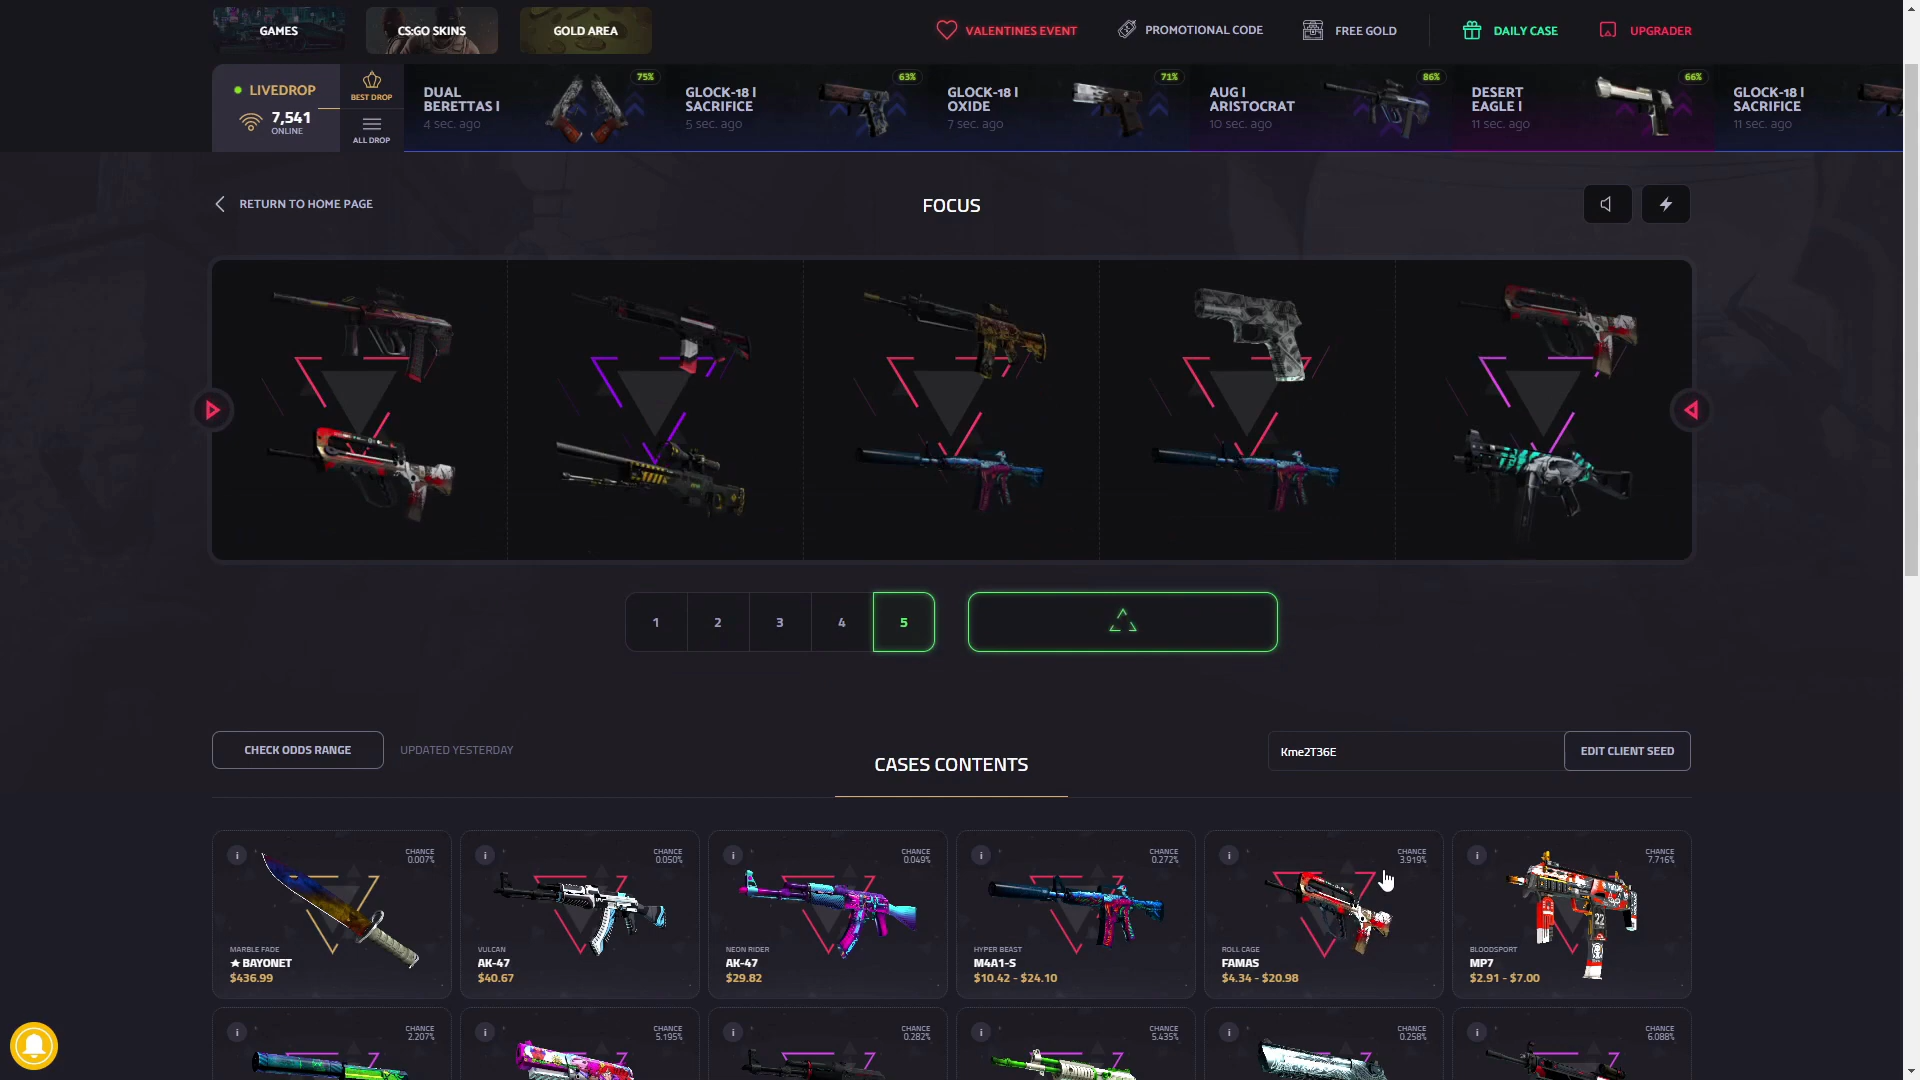 GAMES
CS:GO SKINS
GOLD AREA
VALENTINES EVENT
PROMOTIONAL CODE
FREE GOLD
DAILY CASE
UPGRADER
LIVEDROP
7,541
ONLINE
BEST DROP
ALL DROP
DUAL
BERETTAS |
4 sec. ago
75%
GLOCK-18 |
SACRIFICE
5 sec. ago
63%
GLOCK-18 |
OXIDE
7 sec. ago
71%
AUG |
ARISTOCRAT
10 sec. ago
86%
DESERT
EAGLE |
11 sec. ago
66%
GLOCK-18 |
SACRIFICE
11 sec. ago
RETURN TO HOME PAGE
FOCUS
1
2
3
4
5
CHECK ODDS RANGE
UPDATED YESTERDAY
CASES CONTENTS
Kme2T36E
EDIT CLIENT SEED
CHANCE
0.007%
MARBLE FADE
★ BAYONET
$436.99
CHANCE
0.050%
VULCAN
AK-47
$40.67
CHANCE
0.049%
NEON RIDER
AK-47
$29.82
CHANCE
0.272%
HYPER BEAST
M4A1-S
$10.42 - $24.10
CHANCE
3.919%
ROLL CAGE
FAMAS
$4.34 - $20.98
CHANCE
7.716%
22
BLOODSPORT
MP7
$2.91 - $7.00
CHANCE
2.207%
CHANCE
5.195%
CHANCE
0.282%
CHANCE
5.435%
CHANCE
0.258%
CHANCE
6.088%